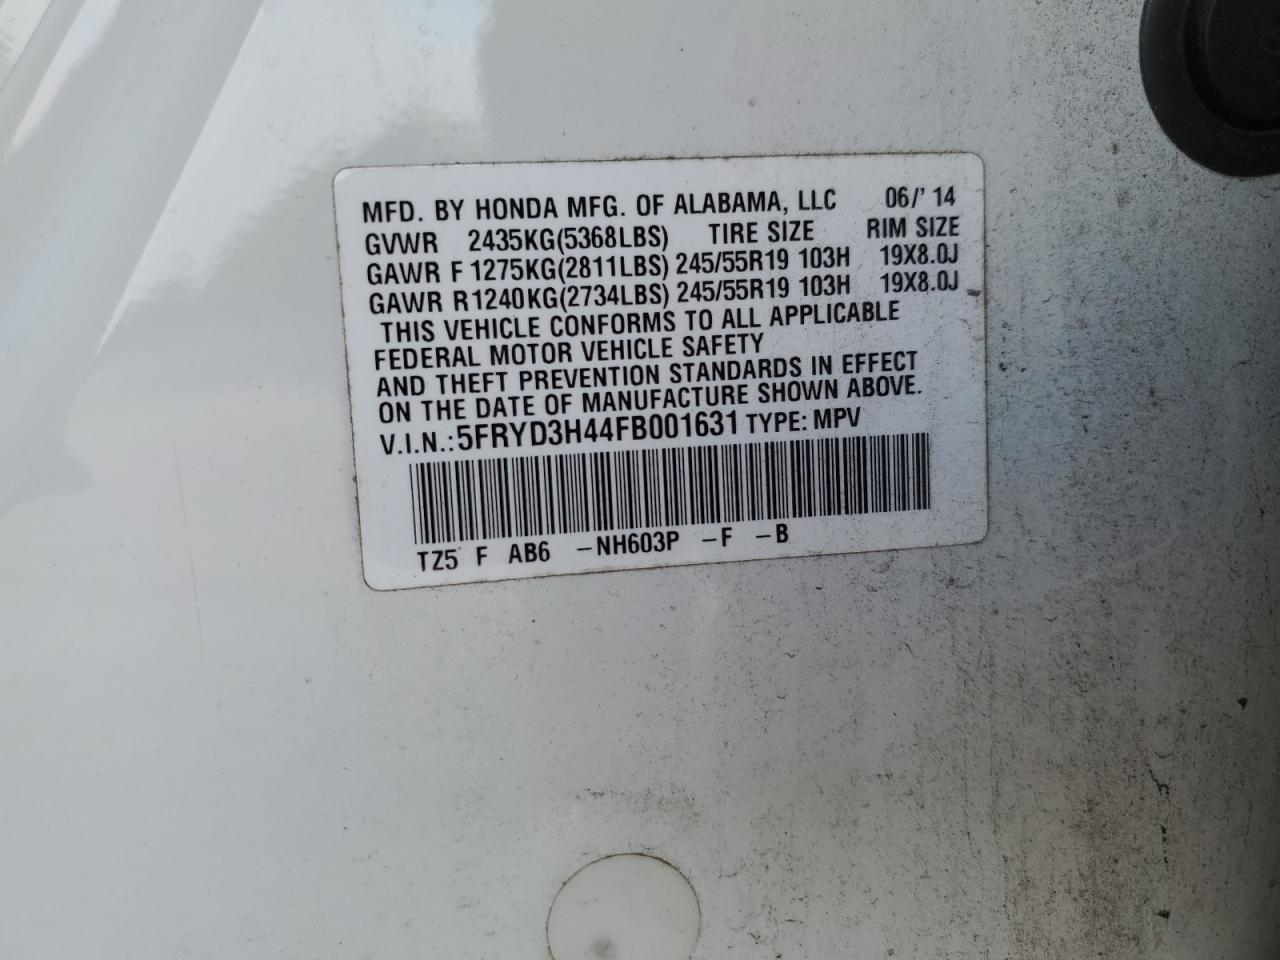 MFD. BY HONDA MFG. OF ALABAMA, LLC 06/' 14
GVWR 2435KG(5368LBS) TIRE SIZE RIM SIZE
GAWR F 1275KG(2811LBS) 245/55R19 103H 19X8.0J
GAWR R1240KG(2734LBS) 245/55R19 103H 19X8.0J
THIS VEHICLE CONFORMS TO ALL APPLICABLE
FEDERAL MOTOR VEHICLE SAFETY
AND THEFT PREVENTION STANDARDS IN EFFECT
ON THE DATE OF MANUFACTURE SHOWN ABOVE.
V.I.N.:5FRYD3H44FB001631 TYPE: MPV
TZ5 F AB6 –NH603P –F –B